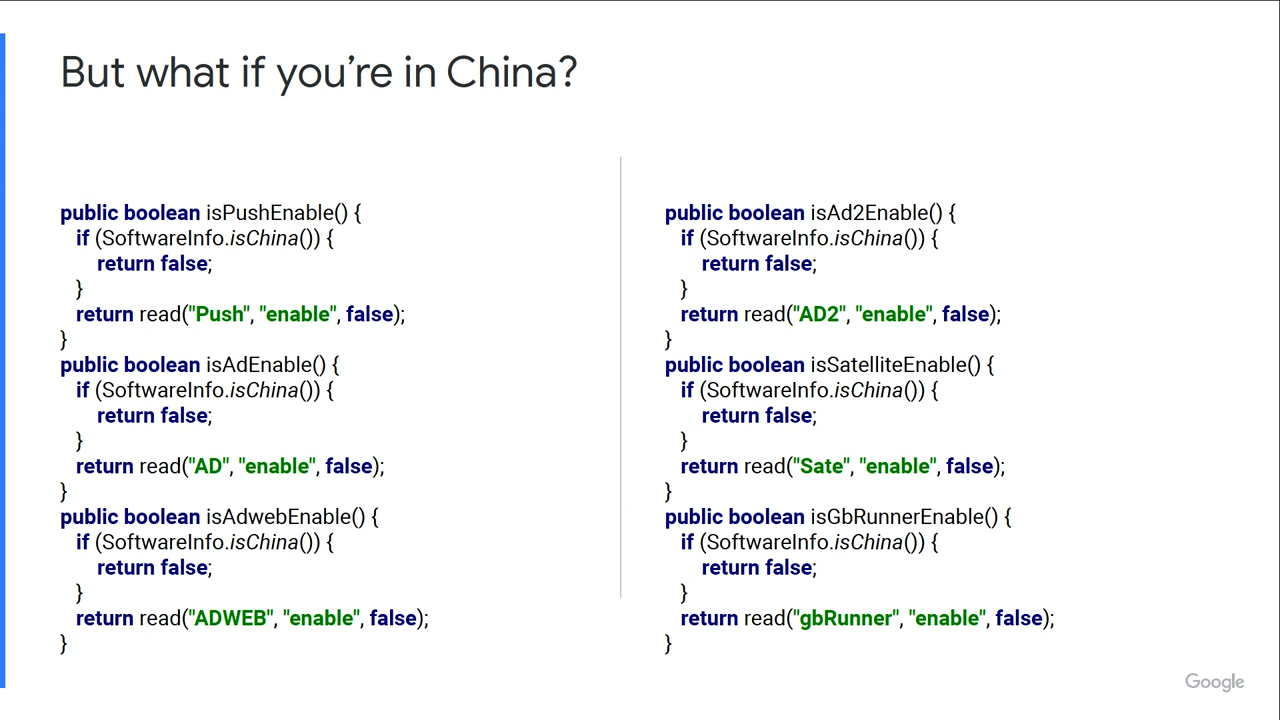 But what if you're in China?
public boolean isPushEnable() {
if (SoftwareInfo.isChina()) {
return false;
}
return read("Push", "enable", false);
}
public boolean isAdEnable() {
if (SoftwareInfo.isChina()) {
return false;
}
return read("AD", "enable", false);
}
public boolean isAdwebEnable() {
if (SoftwareInfo.isChina()) {
return false;
}
return read("ADWEB", "enable", false);
}
public boolean isAd2Enable() {
if (SoftwareInfo.isChina()) {
return false;
}
return read("AD2", "enable", false);
}
public boolean isSatelliteEnable() {
if (SoftwareInfo.isChina()) {
return false;
}
return read("Sate", "enable", false);
}
public boolean isGbRunnerEnable() {
if (SoftwareInfo.isChina()) {
return false;
}
return read("gbRunner", "enable", false);
}
Google